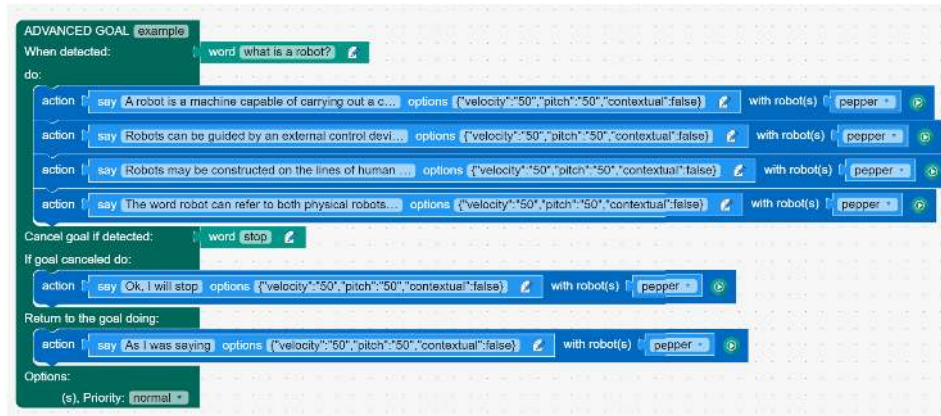 ADVANCED GOAL example
When detected: word what is a robot?
do:
action say A robot is a machine capable of carrying out a c... options {"velocity":"50","pitch":"50","contextual":false} with robot(s) pepper
action say Robots can be guided by an external control devi.... options {"velocity":"50","pitch":"50","contextual":false} with robot(s) pepper
action say Robots may be constructed on the lines of human ... options {"velocity":"50","pitch":"50","contextual":false} with robot(s) pepper
action say The word robot can refer to both physical robots... options {"velocity":"50","pitch":"50","contextual":false} with robot(s) pepper
Cancel goal if detected: word stop
If goal canceled do:
action say Ok, I will stop options {"velocity":"50","pitch":"50","contextual":false} with robot(s) pepper
Return to the goal doing:
action say As I was saying options {"velocity":"50","pitch":"50","contextual":false} with robot(s) pepper
Options:
(s), Priority: normal